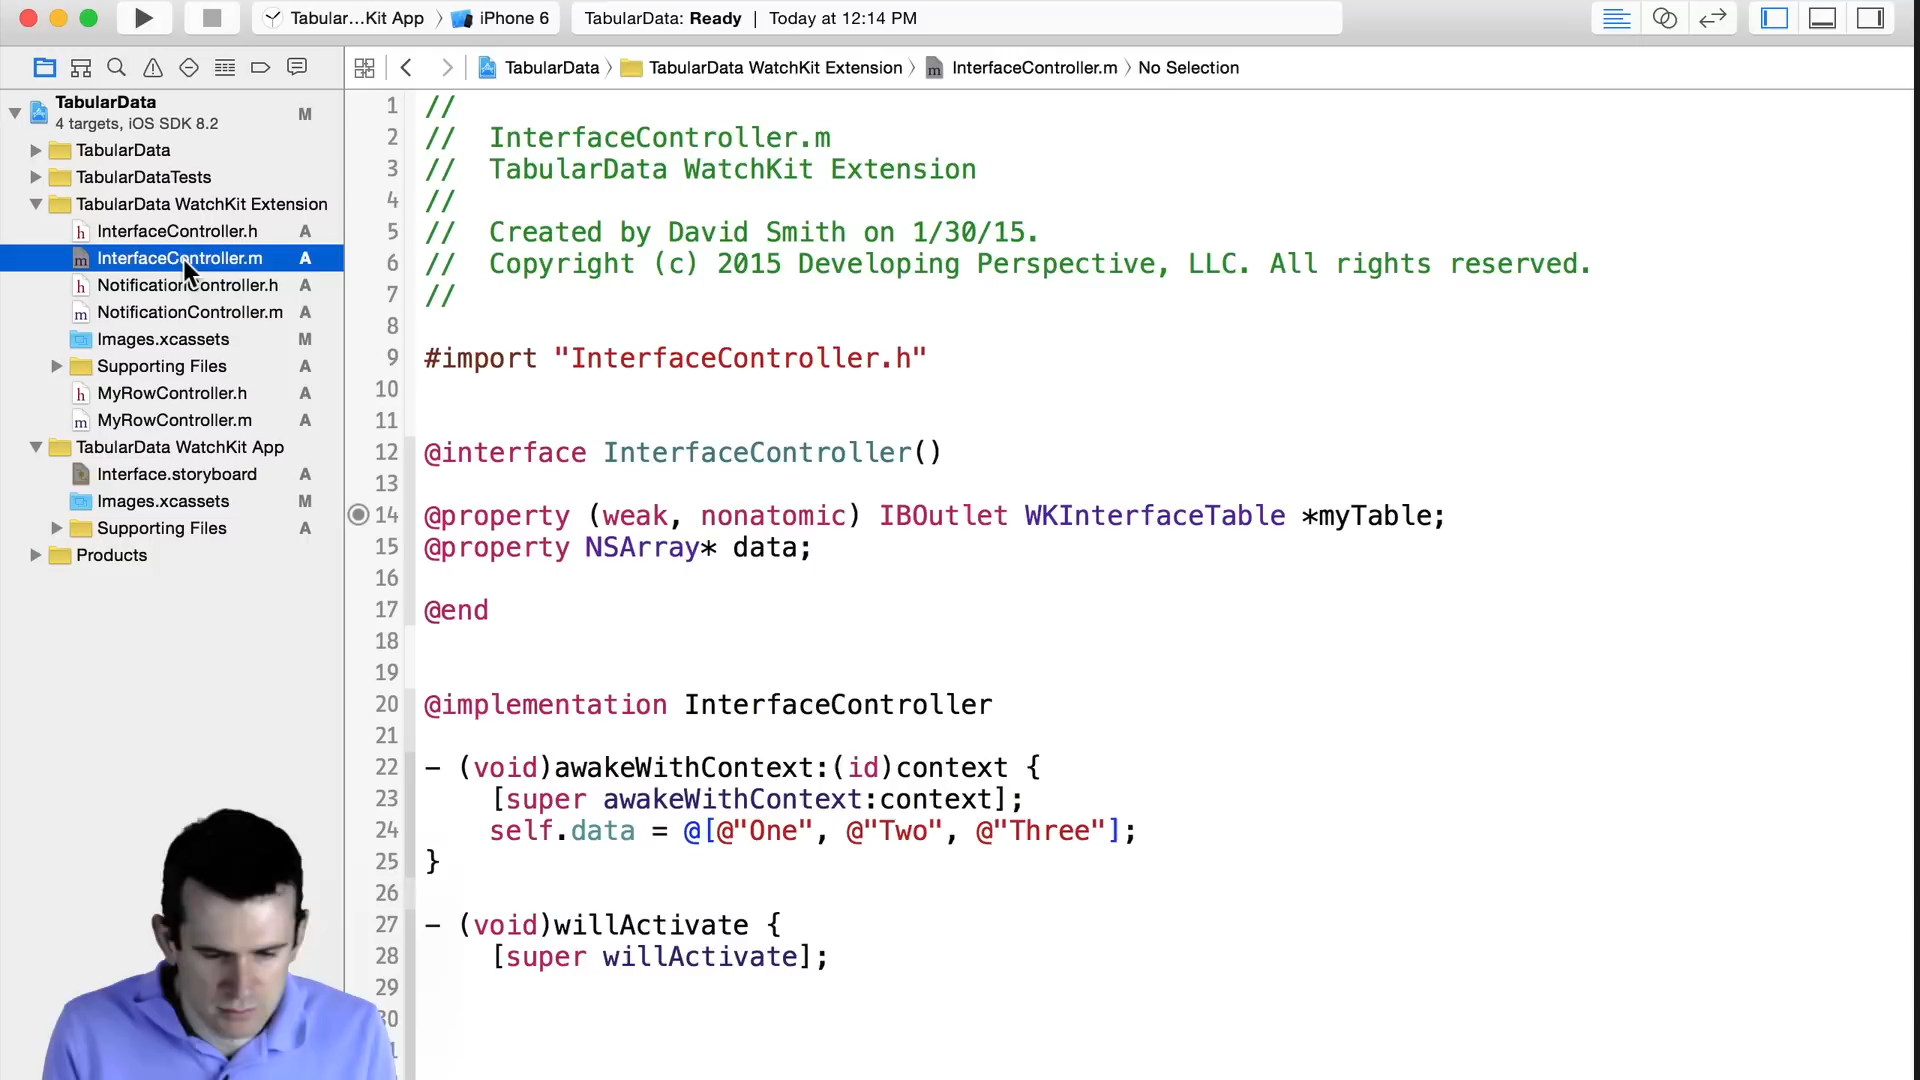 Tabular...Kit App 〉 iPhone 6
TabularData: Ready | Today at 12:14 PM
TabularData 〉 TabularData WatchKit Extension 〉 m InterfaceController.m 〉 No Selection
TabularData M
4 targets, iOS SDK 8.2
TabularData
TabularDataTests
TabularData WatchKit Extension
h InterfaceController.h A
m InterfaceController.m A
h NotificationController.h A
m NotificationController.m A
Images.xcassets M
Supporting Files A
h MyRowController.h A
m MyRowController.m A
TabularData WatchKit App
Interface.storyboard A
Images.xcassets M
Supporting Files A
Products
1 //
2 //  InterfaceController.m
3 //  TabularData WatchKit Extension
4 //
5 //  Created by David Smith on 1/30/15.
6 //  Copyright (c) 2015 Developing Perspective, LLC. All rights reserved.
7 //
8
9 #import "InterfaceController.h"
10
11
12 @interface InterfaceController()
13
14 @property (weak, nonatomic) IBOutlet WKInterfaceTable *myTable;
15 @property NSArray* data;
16
17 @end
18
19
20 @implementation InterfaceController
21
22 - (void)awakeWithContext:(id)context {
23     [super awakeWithContext:context];
24     self.data = @[@"One", @"Two", @"Three"];
25 }
26
27 - (void)willActivate {
28     [super willActivate];
29